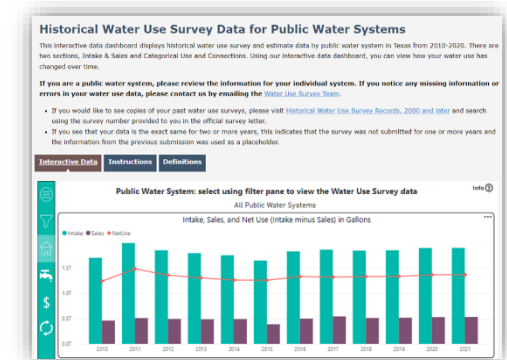 Historical Water Use Survey Data for Public Water Systems
This interactive data dashboard displays historical water use survey and estimate data by public water system in Texas from 2010-2020. There are
two sections, Intake & Sales and Categorical Use and Connections. Using our interactive data dashboard, you can view how your water use has
changed over time.
If you are a public water system, please review the information for your individual system. If you notice any missing information or
errors in your water use data, please contact us by emailing the Water Use Survey Team.
• If you would like to see copies of your past water use surveys, please visit Historical Water Use Survey Records, 2000 and later and search
using the survey number provided to you in the official survey letter.
• If you see that your data is the exact same for two or more years, this indicates that the survey was not submitted for one or more years and
the information from the previous submission was used as a placeholder.
Interactive Data Instructions Definitions
Public Water System: select using filter pane to view the Water Use Survey data Info ?
All Public Water Systems
Intake, Sales, and Net Use (Intake minus Sales) in Gallons
Intake Sales NetUse
1.5T
1.0T
0.5T
0.0T
2010 2011 2012 2013 2014 2015 2016 2017 2018 2019 2020 2021
$